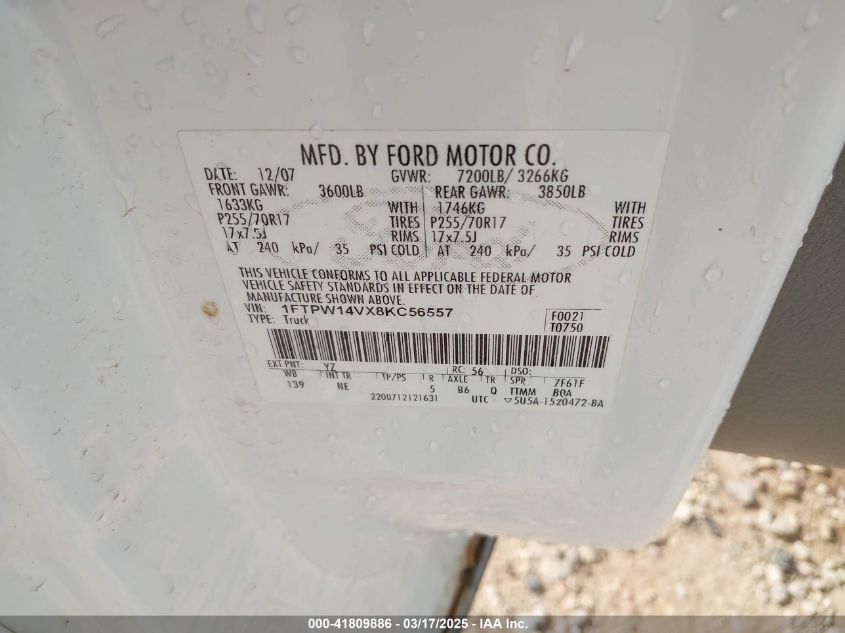 MFD. BY FORD MOTOR CO.
DATE: 12/07 GVWR: 7200LB/ 3266KG
FRONT GAWR: 3600LB REAR GAWR: 3850LB
1633KG WITH 1746KG WITH
P255/70R17 TIRES P255/70R17 TIRES
17x7.5J RIMS 17x7.5J RIMS
AT 240 kPa/ 35 PSI COLD AT 240 kPa/ 35 PSI COLD
THIS VEHICLE CONFORMS TO ALL APPLICABLE FEDERAL MOTOR
VEHICLE SAFETY STANDARDS IN EFFECT ON THE DATE OF
MANUFACTURE SHOWN ABOVE.
VIN: 1FTPW14VX8KC56557 F0021
TYPE: Truck T0750
EXT PNT: YZ RC: 56 DSO:
WB INT TR TP/PS R AXLE TR SPR 7F61F
139 NE 5 B6 Q TTMM BOA
2200712121631 UTC ▽5U5A-1520472-BA
000-41809886 - 03/17/2025 - IAA Inc.